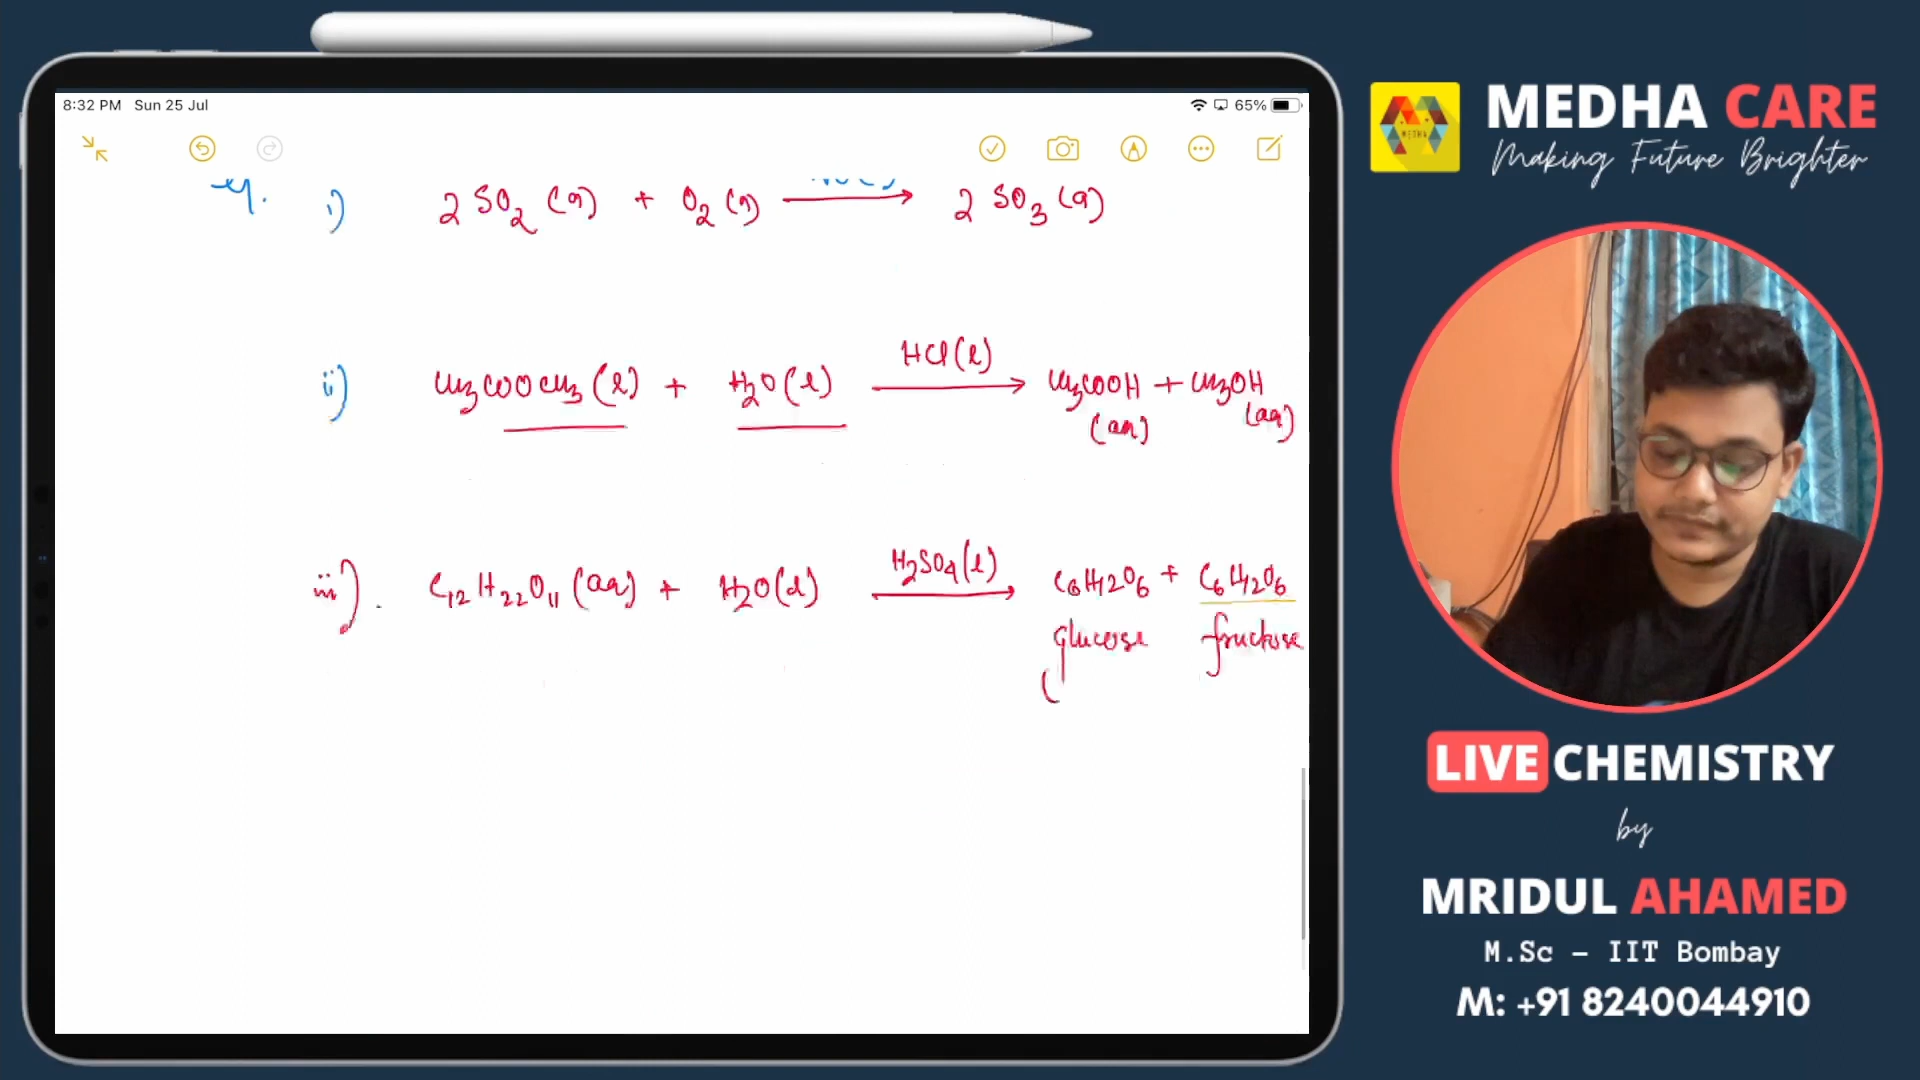 8:32 PM Sun 25 Jul
65%
eg.
i) 2 SO2 (g) + O2 (g) → 2 SO3 (g)
HCl(l)
ii) CH3COOCH3 (l) + H2O(l) → CH3COOH + CH3OH
(aq) (aq)
H2SO4(l)
iii). C12H22O11 (aq) + H2O(l) → C6H12O6 + C6H12O6
glucose fructose
(
MEDHA CARE
Making Future Brighter
METHA
LIVE CHEMISTRY
by
MRIDUL AHAMED
M.Sc – IIT Bombay
M: +91 8240044910